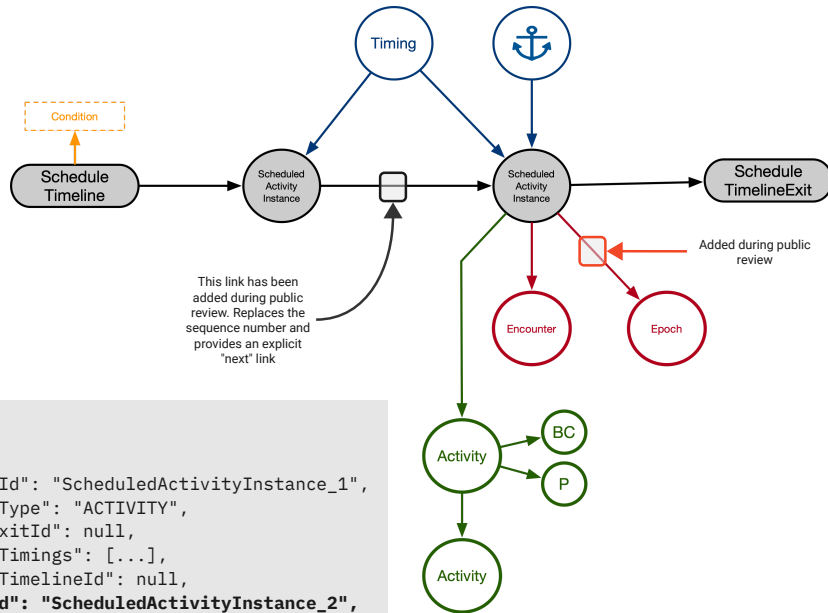 Timing
Condition
Schedule
Timeline
Scheduled
Activity
Instance
Scheduled
Activity
Instance
Schedule
TimelineExit
This link has been
added during public
review. Replaces the
sequence number and
provides an explicit
"next" link
Added during public
review
Encounter
Epoch
Activity
BC
P
Activity
Id": "ScheduledActivityInstance_1",
Type": "ACTIVITY",
xitId": null,
Timings": [...],
TimelineId": null,
d": "ScheduledActivityInstance_2",